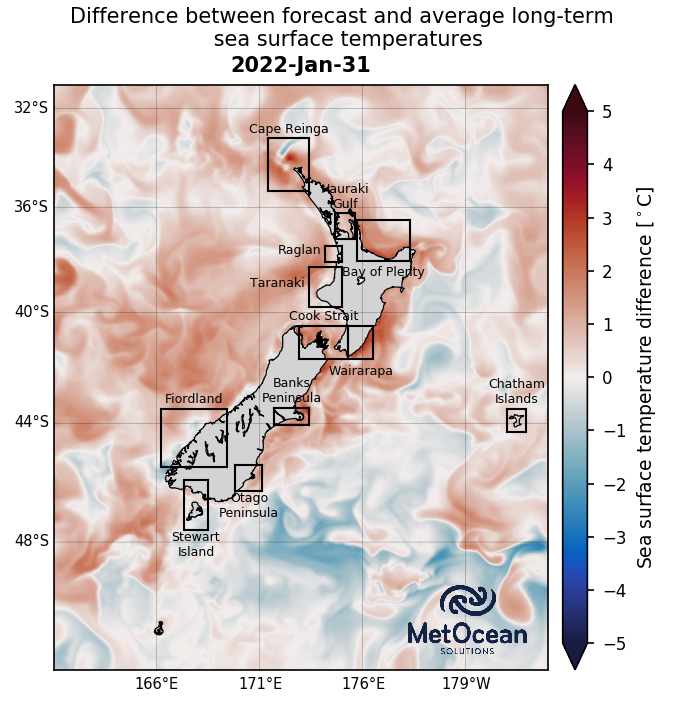 Difference between forecast and average long-term
sea surface temperatures
2022-Jan-31
32°S
36°S
40°S
44°S
48°S
166°E
171°E
176°E
179°W
Cape Reinga
Hauraki
Gulf
Raglan
Bay of Plenty
Taranaki
Cook Strait
Wairarapa
Banks
Peninsula
Fiordland
Chatham
Islands
Otago
Peninsula
Stewart
Island
MetOcean
SOLUTIONS
5
4
3
2
1
0
−1
−2
−3
−4
−5
Sea surface temperature difference [°C]